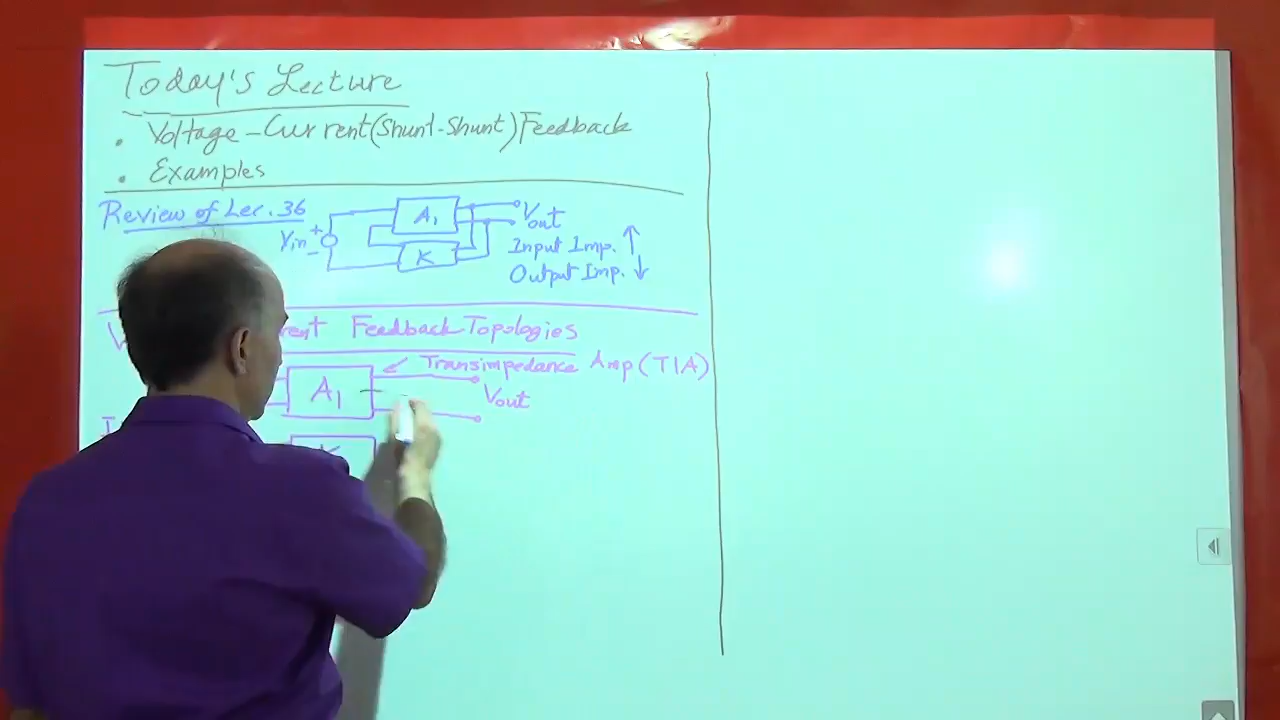 Today's Lecture
• Voltage-Current (Shunt-Shunt) Feedback
• Examples
Review of Lec. 36
A1
Vout
Vin + -
K
Input Imp. ↑
Output Imp. ↓
Feedback Topologies
Transimpedance Amp (TIA)
A1
Vout